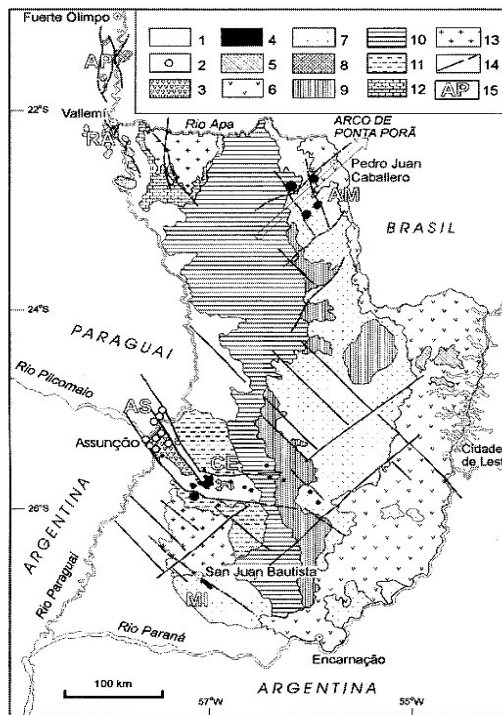 Fuerte Olimpo
AP
1
4
7
10
13
2
5
8
11
14
3
6
9
12
AP
15
22°S
Vallemí
RA
Rio Apa
ARCO DE
PONTA PORÃ
Pedro Juan
Caballero
AM
BRASIL
24°S
PARAGUAI
Rio Pilcomaio
AS
Assunção
CE
Cidade
de Lest
26°S
ARGENTINA
Rio Paraguai
San Juan Bautista
MI
Rio Paraná
Encarnação
100 km
ARGENTINA
57°W
55°W